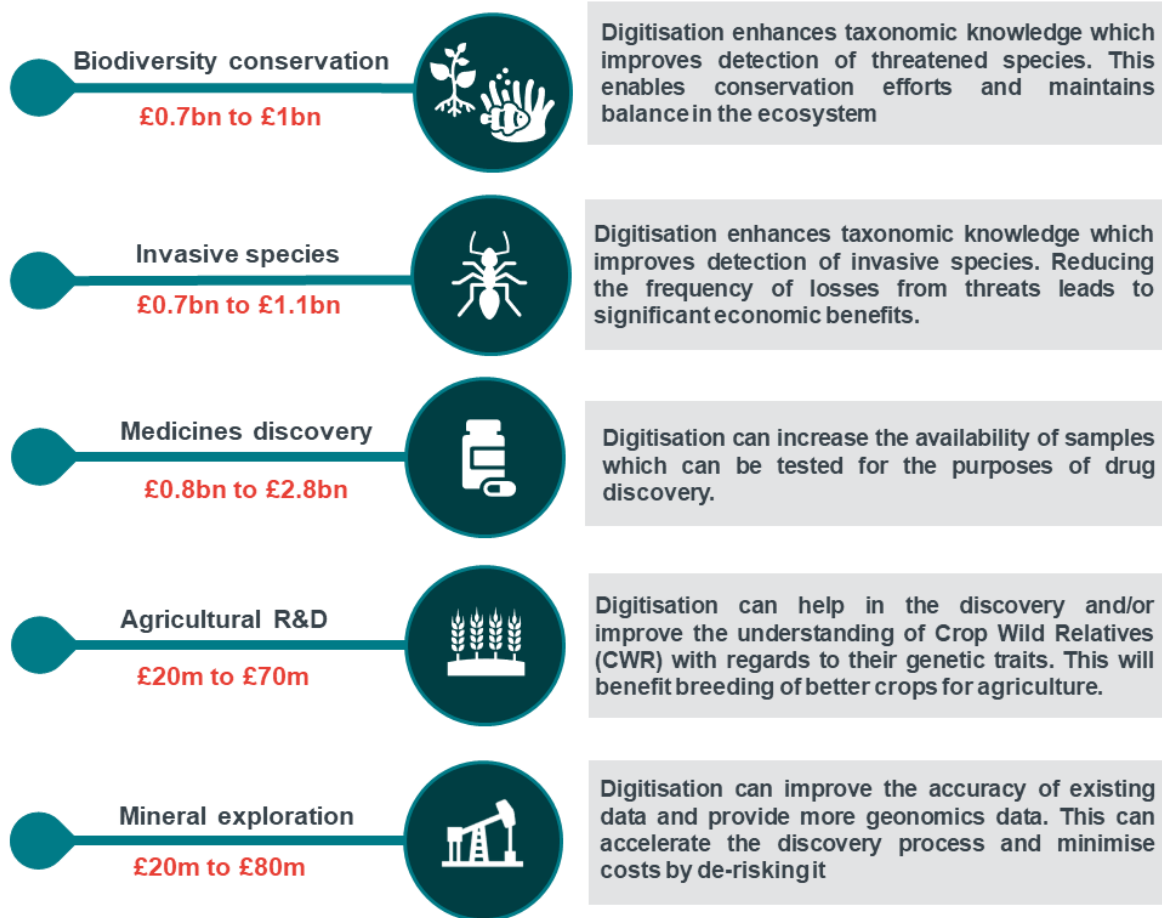 Biodiversity conservation
£0.7bn to £1bn
Digitisation enhances taxonomic knowledge which
improves detection of threatened species. This
enables conservation efforts and maintains
balance in the ecosystem
Invasive species
£0.7bn to £1.1bn
Digitisation enhances taxonomic knowledge which
improves detection of invasive species. Reducing
the frequency of losses from threats leads to
significant economic benefits.
Medicines discovery
£0.8bn to £2.8bn
Digitisation can increase the availability of samples
which can be tested for the purposes of drug
discovery.
Agricultural R&D
£20m to £70m
Digitisation can help in the discovery and/or
improve the understanding of Crop Wild Relatives
(CWR) with regards to their genetic traits. This will
benefit breeding of better crops for agriculture.
Mineral exploration
£20m to £80m
Digitisation can improve the accuracy of existing
data and provide more geonomics data. This can
accelerate the discovery process and minimise
costs by de-risking it